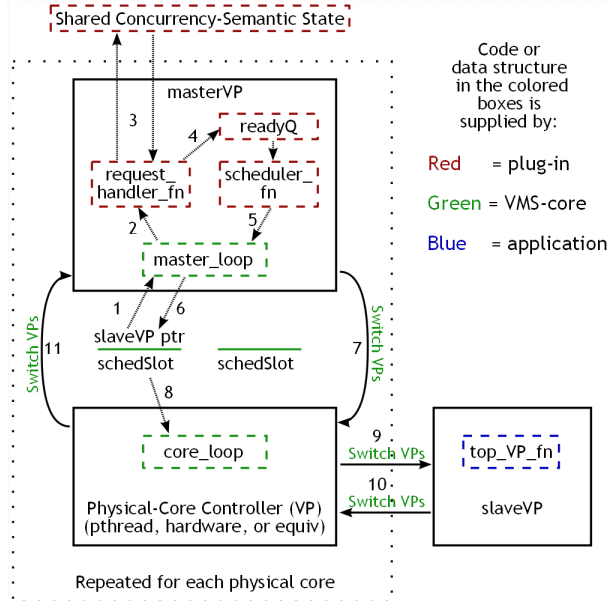 Shared Concurrency-Semantic State
masterVP
3
4
readyQ
request_
handler_fn
scheduler_
fn
2
5
master_loop
1
6
slaveVP ptr
schedSlot
schedSlot
11
Switch VPs
7
Switch VPs
8
core_loop
Physical-Core Controller (VP)
(pthread, hardware, or equiv)
9
Switch VPs
10
Switch VPs
top_VP_fn
slaveVP
Repeated for each physical core
Code or
data structure
in the colored
boxes is
supplied by:
Red = plug-in
Green = VMS-core
Blue = application